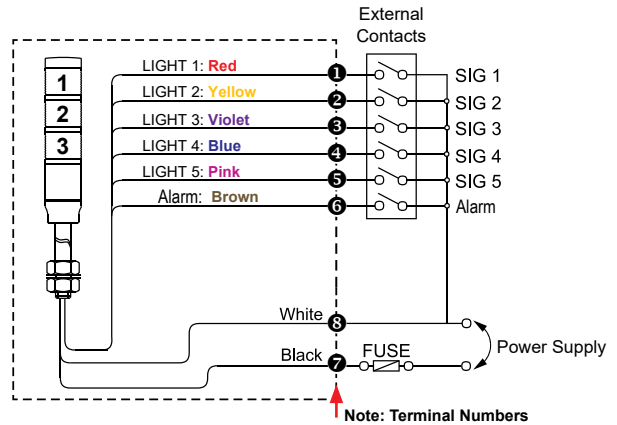 External
Contacts
1
2
3
LIGHT 1: Red
1
SIG 1
LIGHT 2: Yellow
2
SIG 2
LIGHT 3: Violet
3
SIG 3
LIGHT 4: Blue
4
SIG 4
LIGHT 5: Pink
5
SIG 5
Alarm: Brown
6
Alarm
White
8
Black
7
FUSE
Power Supply
Note: Terminal Numbers